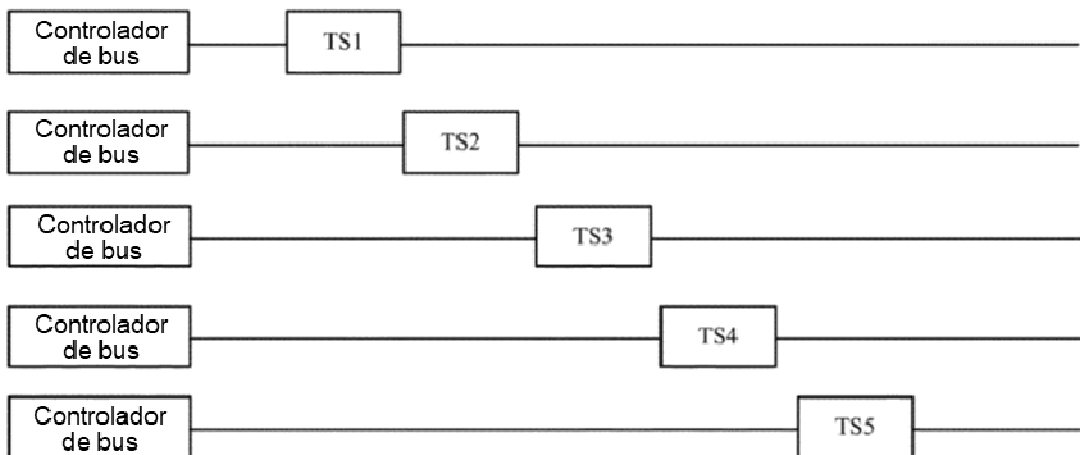 Controlador
de bus
TS1
Controlador
de bus
TS2
Controlador
de bus
TS3
Controlador
de bus
TS4
Controlador
de bus
TS5